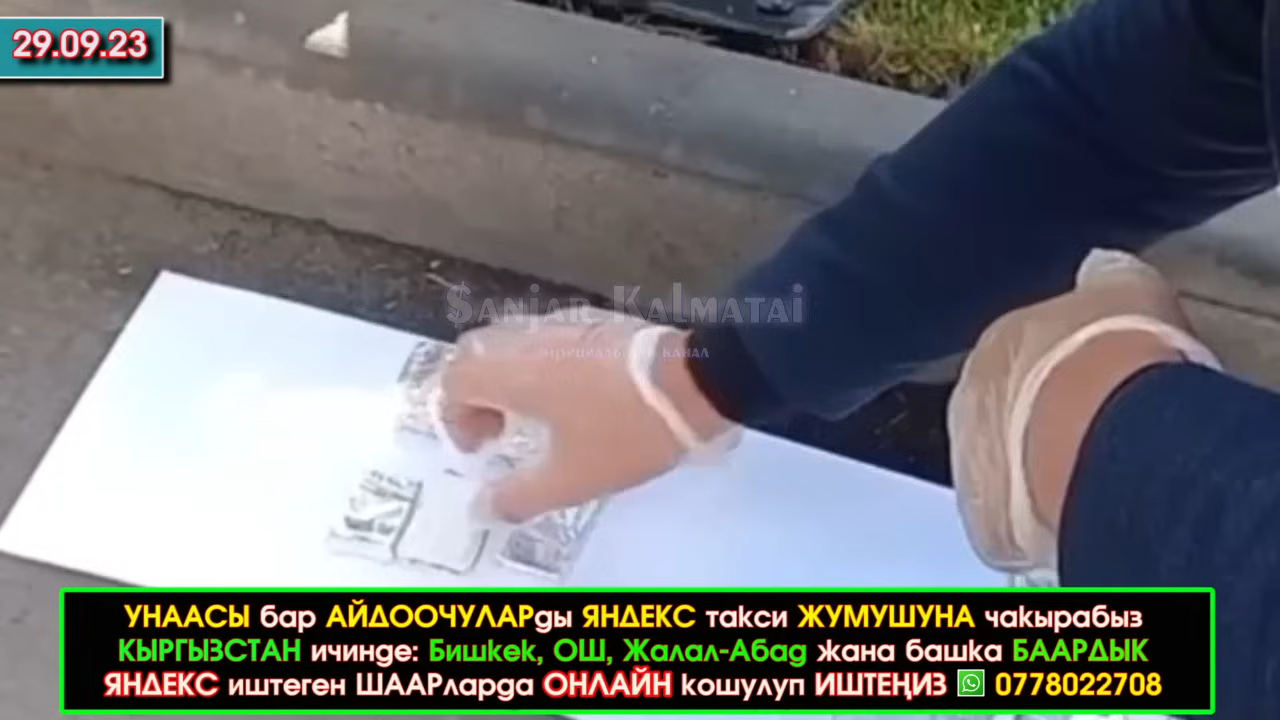 29.09.23
$anjar Kalmatai
УНААСЫ бар АЙДООЧУЛАРды ЯНДЕКС такси ЖУМУШУНА чакырабыз
КЫРГЫЗСТАН ичинде: Бишкек, ОШ, Жалал-Абад жана башка БААРДЫК
ЯНДЕКС иштеген ШААРларда ОНЛАЙН кошулуп ИШТЕҢИЗ 0778022708